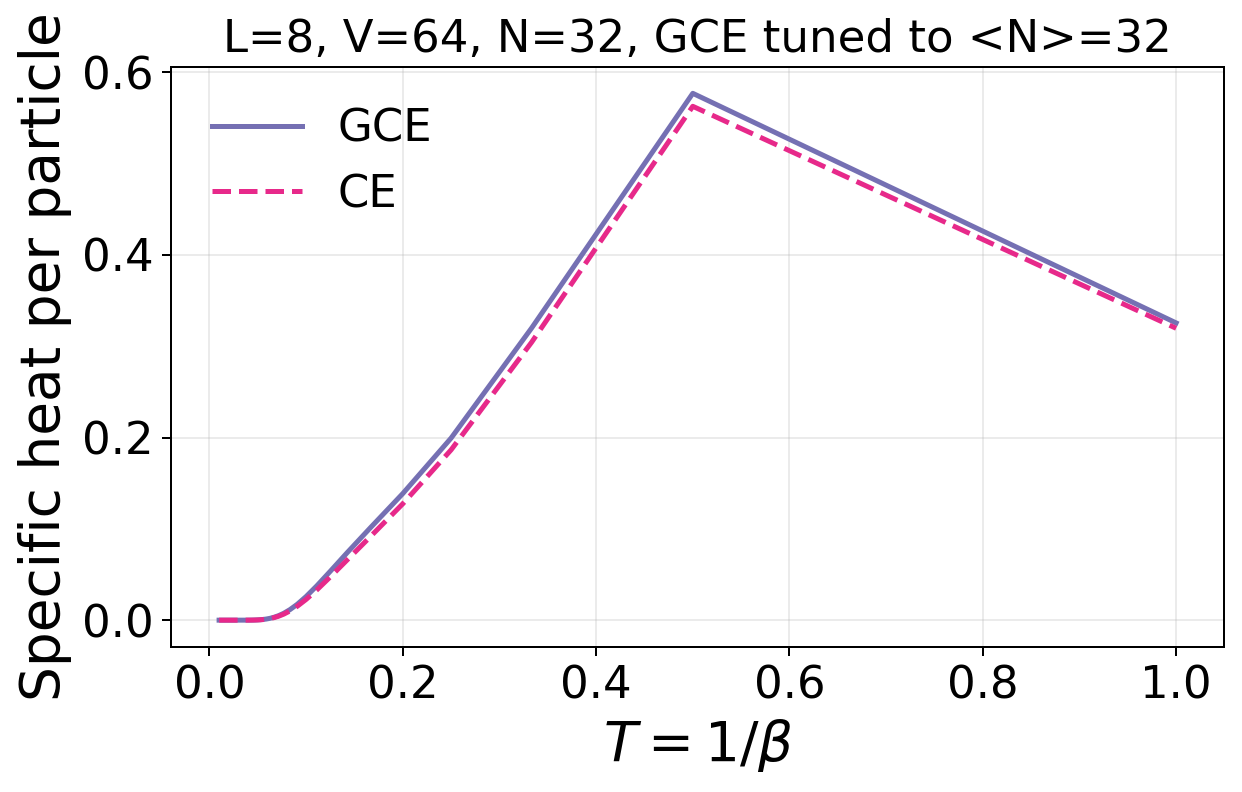 L=8, V=64, N=32, GCE tuned to <N>=32
Specific heat per particle
0.6
0.4
0.2
0.0
GCE
CE
0.0 0.2 0.4 0.6 0.8 1.0
T = 1/β